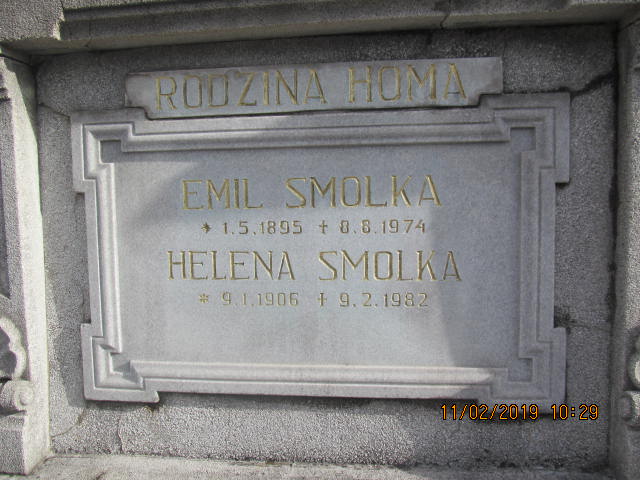 RODZINA HOMA
EMIL SMOLKA
* 1.5.1895 + 8.8.1974
HELENA SMOLKA
* 9.1.1906 + 9.2.1982
11/02/2019 10:29